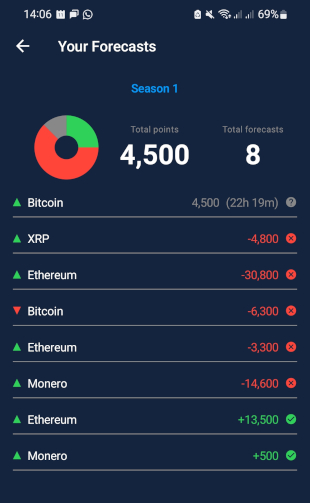 14:06 69%
Your Forecasts
Season 1
Total points Total forecasts
4,500 8
Bitcoin 4,500 (22h 19m)
XRP -4,800
Ethereum -30,800
Bitcoin -6,300
Ethereum -3,300
Monero -14,600
Ethereum +13,500
Monero +500